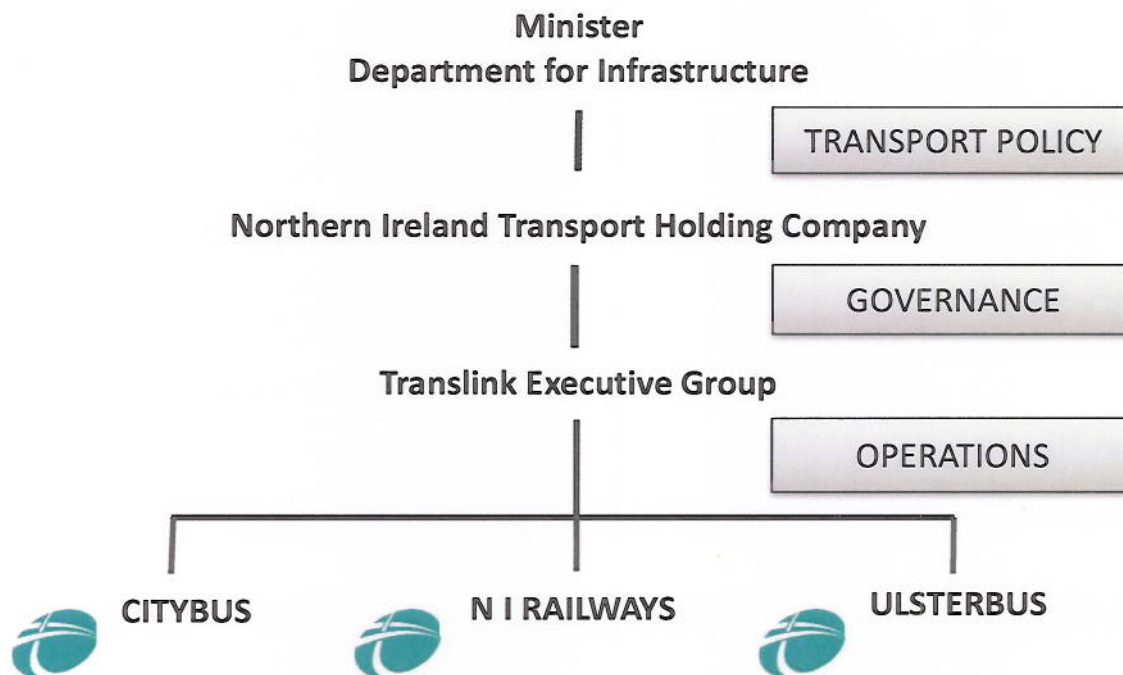 Minister
Department for Infrastructure
TRANSPORT POLICY
Northern Ireland Transport Holding Company
GOVERNANCE
Translink Executive Group
OPERATIONS
CITYBUS
N I RAILWAYS
ULSTERBUS